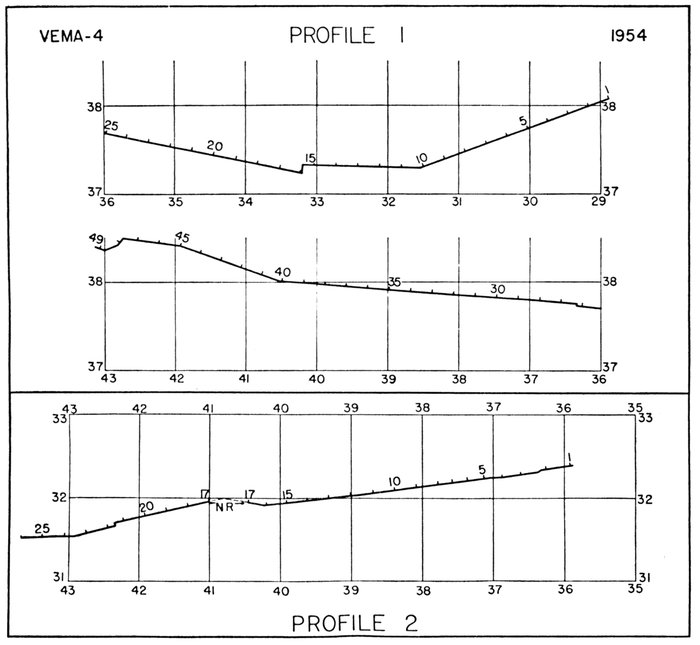 VEMA-4 PROFILE 1 1954
1
38 38
25 20 15 10 5
37 37
36 35 34 33 32 31 30 29
49 45
38 40 35 30 38
37 37
43 42 41 40 39 38 37 36
43 42 41 40 39 38 37 36 35
33 33
25 20 17 NR 17 15 10 5 1
32 32
31 31
43 42 41 40 39 38 37 36 35
PROFILE 2